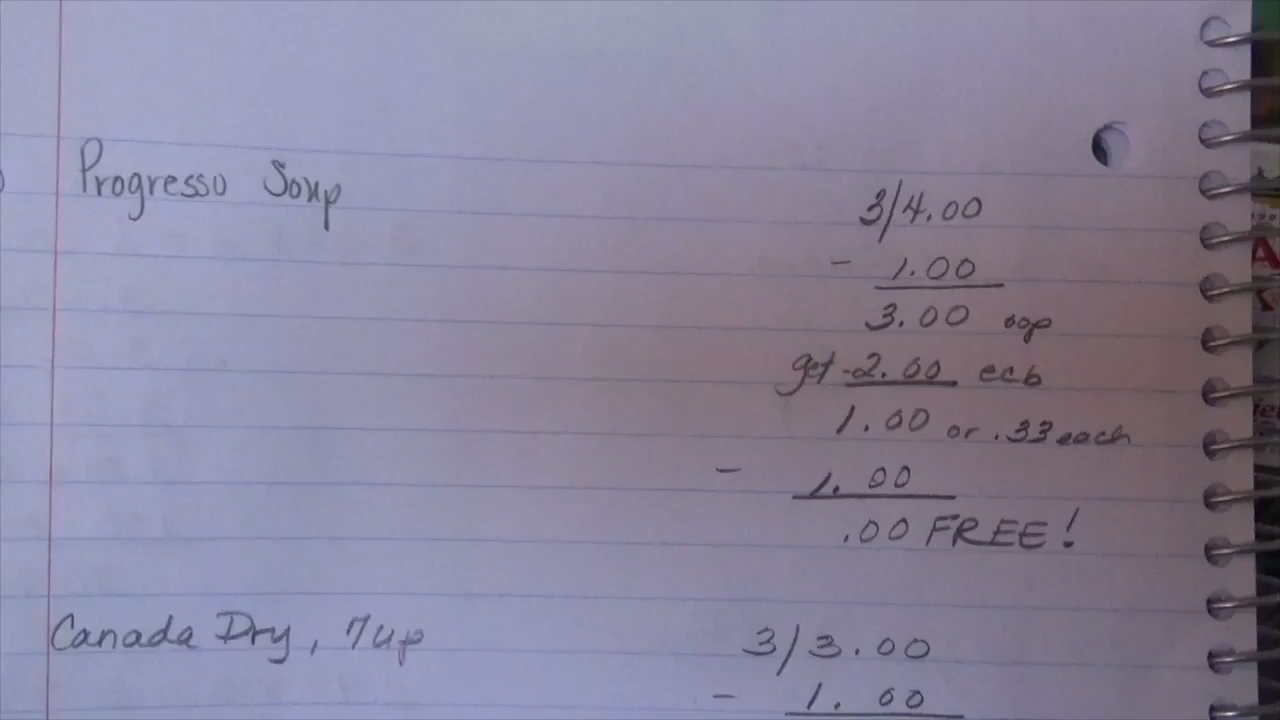 Progresso Soup
3/4.00
- 1.00
3.00 oop
get -2.00 ecb
1.00 or .33 each
- 1.00
.00 FREE!
Canada Dry, 7up
3/3.00
- 1.00